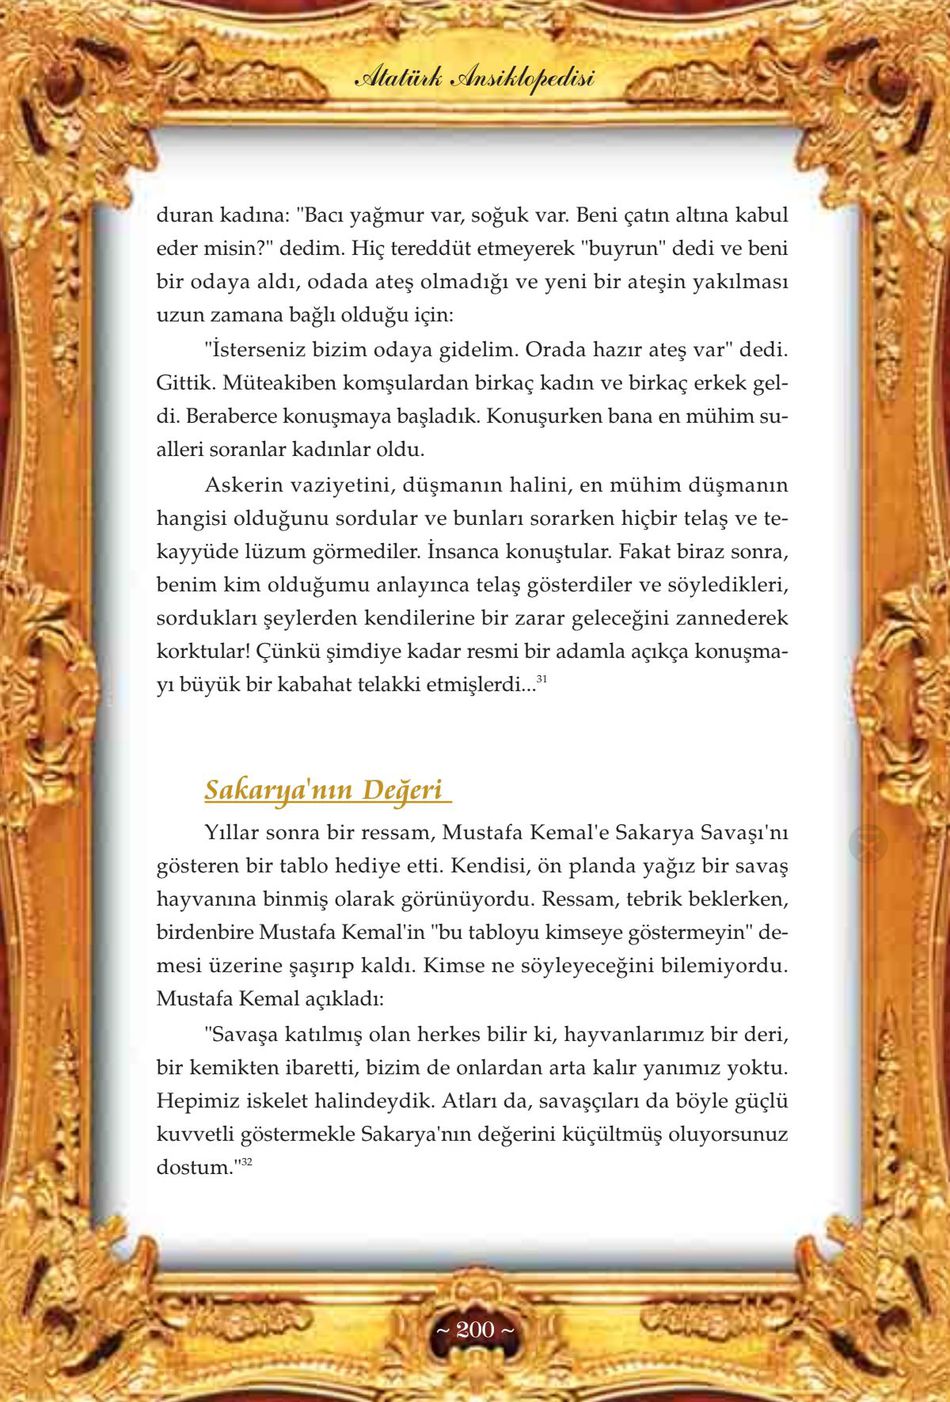 Atatürk Ansiklopedisi
duran kadına: "Bacı yağmur var, soğuk var. Beni çatın altına kabul
eder misin?" dedim. Hiç tereddüt etmeyerek "buyrun" dedi ve beni
bir odaya aldı, odada ateş olmadığı ve yeni bir ateşin yakılması
uzun zamana bağlı olduğu için:
"İsterseniz bizim odaya gidelim. Orada hazır ateş var" dedi.
Gittik. Müteakiben komşulardan birkaç kadın ve birkaç erkek gel-
di. Beraberce konuşmaya başladık. Konuşurken bana en mühim su-
alleri soranlar kadınlar oldu.
Askerin vaziyetini, düşmanın halini, en mühim düşmanın
hangisi olduğunu sordular ve bunları sorarken hiçbir telaş ve te-
kayyüde lüzum görmediler. İnsanca konuştular. Fakat biraz sonra,
benim kim olduğumu anlayınca telaş gösterdiler ve söyledikleri,
sordukları şeylerden kendilerine bir zarar geleceğini zannederek
korktular! Çünkü şimdiye kadar resmi bir adamla açıkça konuşma-
yı büyük bir kabahat telakki etmişlerdi...31
Sakarya'nın Değeri
Yıllar sonra bir ressam, Mustafa Kemal'e Sakarya Savaşı'nı
gösteren bir tablo hediye etti. Kendisi, ön planda yağız bir savaş
hayvanına binmiş olarak görünüyordu. Ressam, tebrik beklerken,
birdenbire Mustafa Kemal'in "bu tabloyu kimseye göstermeyin" de-
mesi üzerine şaşırıp kaldı. Kimse ne söyleyeceğini bilemiyordu.
Mustafa Kemal açıkladı:
"Savaşa katılmış olan herkes bilir ki, hayvanlarımız bir deri,
bir kemikten ibaretti, bizim de onlardan arta kalır yanımız yoktu.
Hepimiz iskelet halindeydik. Atları da, savaşçıları da böyle güçlü
kuvvetli göstermekle Sakarya'nın değerini küçültmüş oluyorsunuz
dostum."32
~ 200 ~